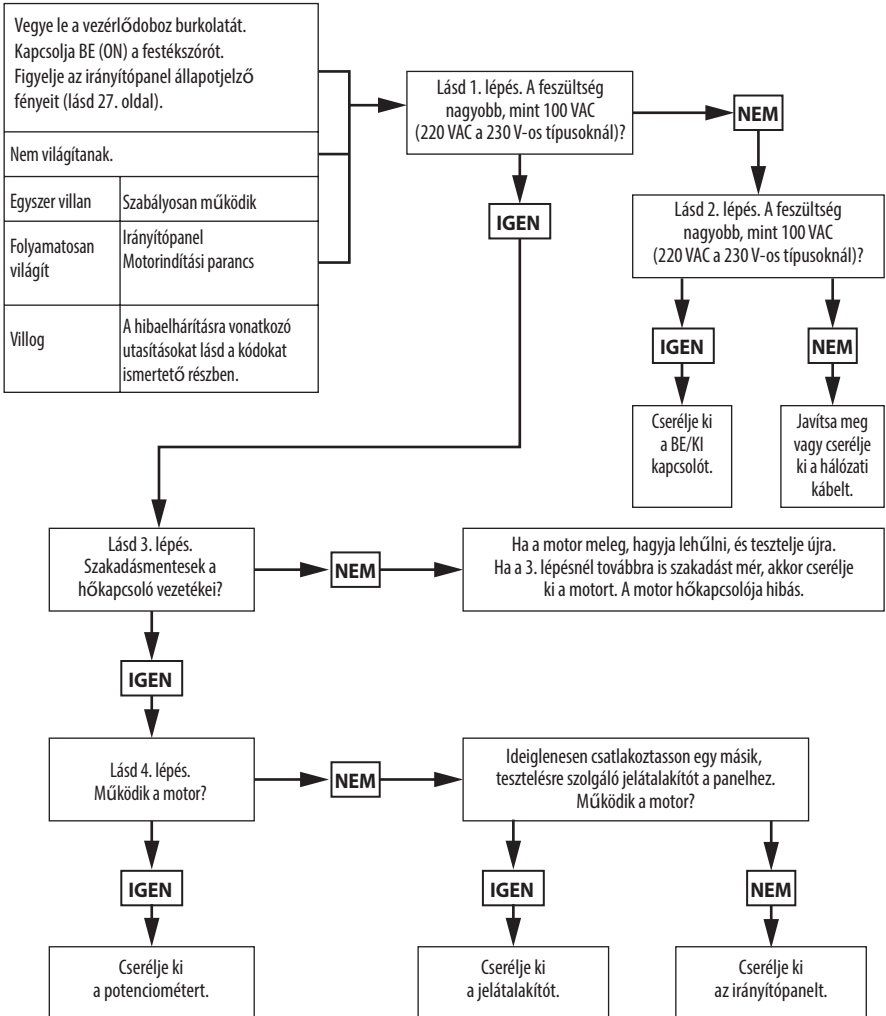 Vegye le a vezérlődoboz burkolatát.
Kapcsolja BE (ON) a festékszórót.
Figyelje az irányítópanel állapotjelző
fényeit (lásd 27. oldal).
Nem világítanak.
Egyszer villan
Szabályosan működik
Folyamatosan
világít
Irányítópanel
Motorindítási parancs
Villog
A hibaelhárításra vonatkozó
utasításokat lásd a kódokat
ismertető részben.
Lásd 1. lépés. A feszültség
nagyobb, mint 100 VAC
(220 VAC a 230 V-os típusoknál)?
NEM
IGEN
Lásd 2. lépés. A feszültség
nagyobb, mint 100 VAC
(220 VAC a 230 V-os típusoknál)?
IGEN
NEM
Cserélje ki
a BE/KI
kapcsolót.
Javítsa meg
vagy cserélje
ki a hálózati
kábelt.
Lásd 3. lépés.
Szakadásmentesek a
hőkapcsoló vezetékei?
NEM
Ha a motor meleg, hagyja lehűlni, és tesztelje újra.
Ha a 3. lépésnél továbbra is szakadást mér, akkor cserélje
ki a motort. A motor hőkapcsolója hibás.
IGEN
Lásd 4. lépés.
Működik a motor?
NEM
Ideiglenesen csatlakoztasson egy másik,
tesztelésre szolgáló jelátalakítót a panelhez.
Működik a motor?
IGEN
IGEN
NEM
Cserélje ki
a potenciométert.
Cserélje ki
a jelátalakítót.
Cserélje ki
az irányítópanelt.